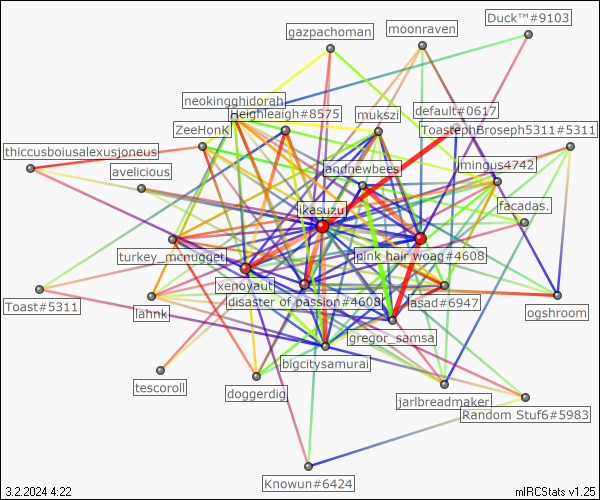 Duck™#9103
moonraven
gazpachoman
neokingghidorah
default#0617
Heighleaigh#8575
mukszi
ZeeHonK
ToastephBroseph5311#5311
thiccusboiusalexusjoneus
mingus4742
avelicious
andnewbees
facadas.
ikasuzu
turkey_mcnugget
pink hair woag#4608
xenoyaut
disaster of passion#4608
asad#6947
Toast#5311
lahnk
ogshroom
gregor_samsa
bigcitysamurai
tescoroll
doggerdig
jarlbreadmaker
Random Stuf6#5983
Knowun#6424
3.2.2024 4:22
mIRCStats v1.25